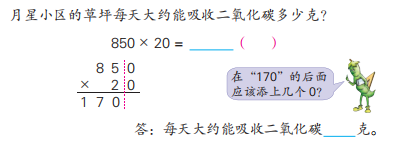 月星小区的草坪每天大约能吸收二氧化碳多少克?
850 × 20 = ______ (  )
8 5 0
× 2 0
1 7 0
在“170”的后面
应该添上几个0?
答：每天大约能吸收二氧化碳____克。